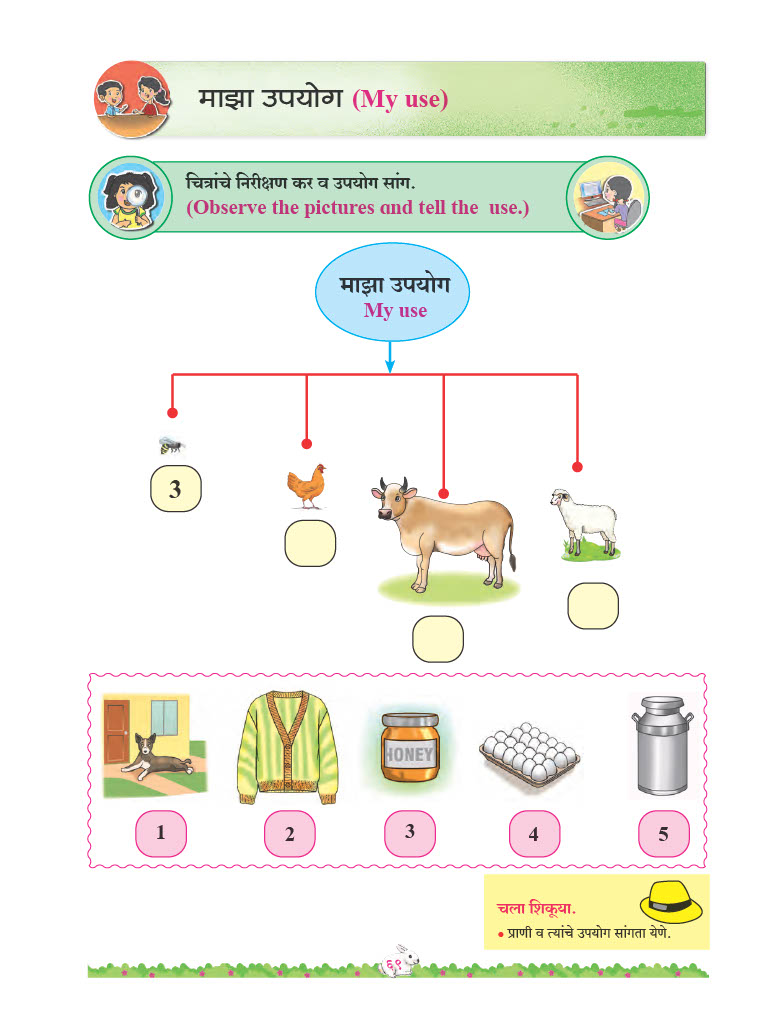 माझा उपयोग (My use)
चित्रांचे निरीक्षण कर व उपयोग सांग.
(Observe the pictures and tell the use.)
माझा उपयोग
My use
3
HONEY
1 2 3 4 5
चला शिकूया.
• प्राणी व त्यांचे उपयोग सांगता येणे.
६९